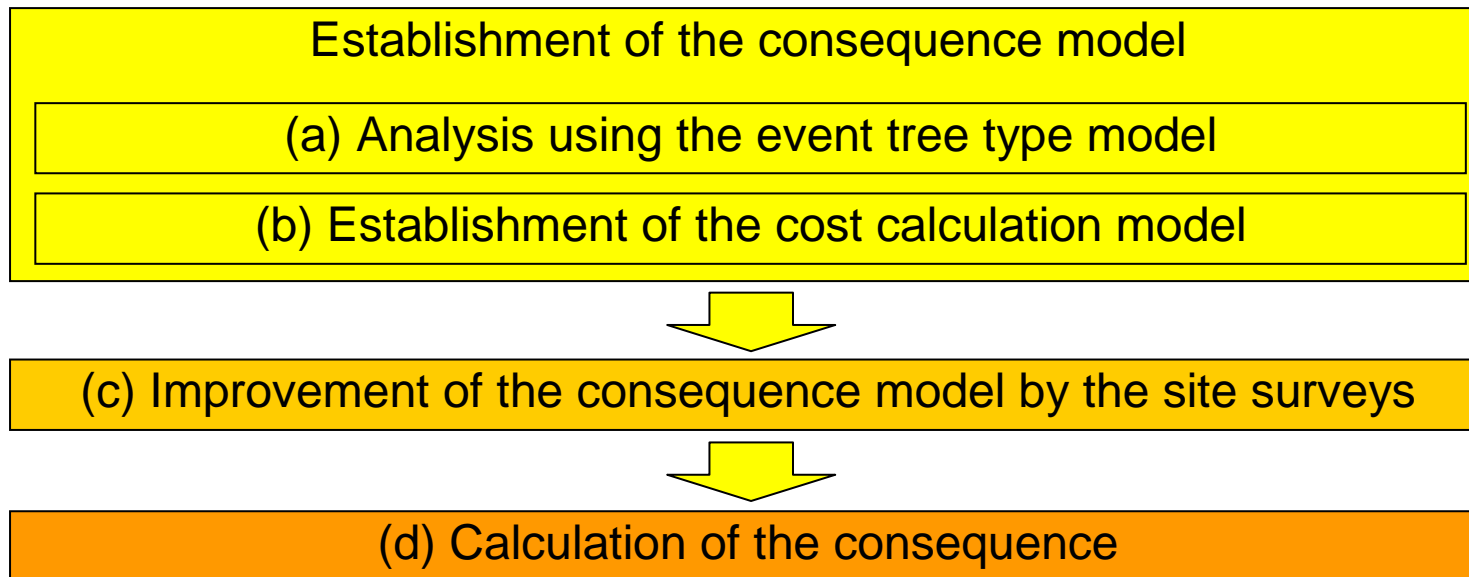 Establishment of the consequence model
(a) Analysis using the event tree type model
(b) Establishment of the cost calculation model
(c) Improvement of the consequence model by the site surveys
(d) Calculation of the consequence